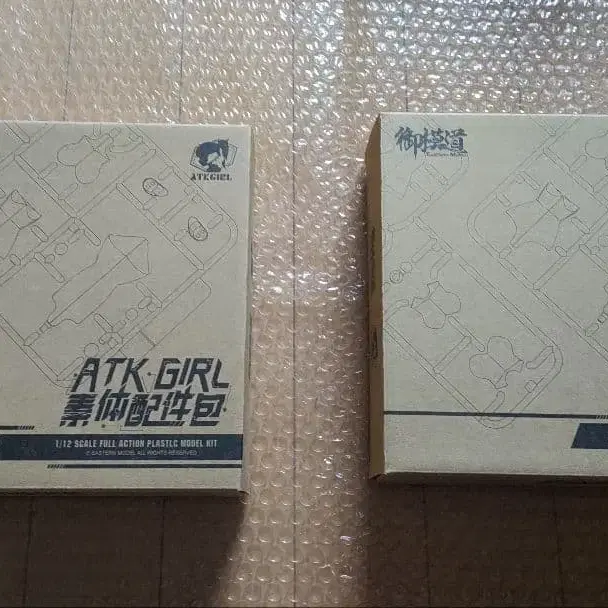 ATKGIRL
ATK GIRL
素体配件包
1/12 SCALE FULL ACTION PLASTLC MODEL KIT
© EASTERN MODEL ALL RIGHTS RESERVED
御模道